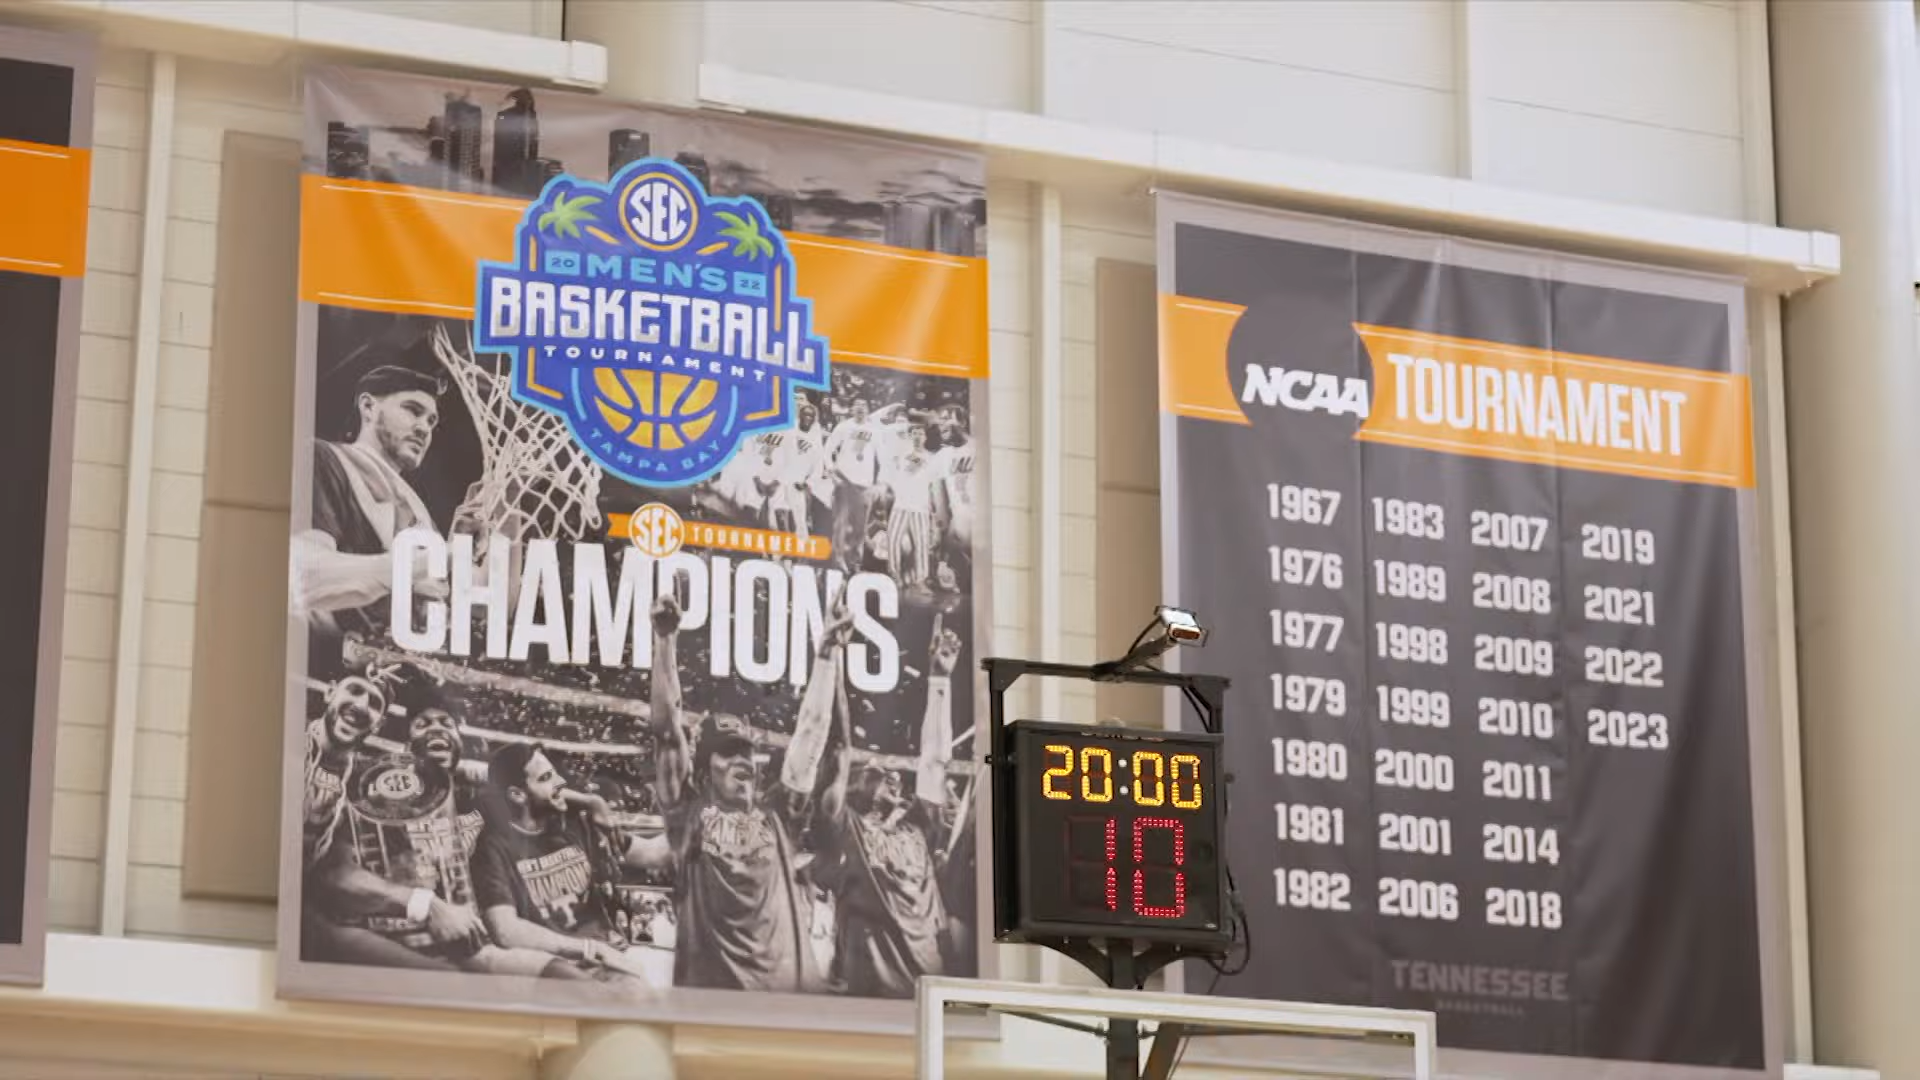 SEC
20 MEN'S 22
BASKETBALL
TOURNAMENT
TAMPA BAY
SEC TOURNAMENT
CHAMPIONS
SEC
NCAA TOURNAMENT
1967 1983 2007 2019
1976 1989 2008 2021
1977 1998 2009 2022
1979 1999 2010 2023
1980 2000 2011
1981 2001 2014
1982 2006 2018
TENNESSEE
BASKETBALL
20:00
10